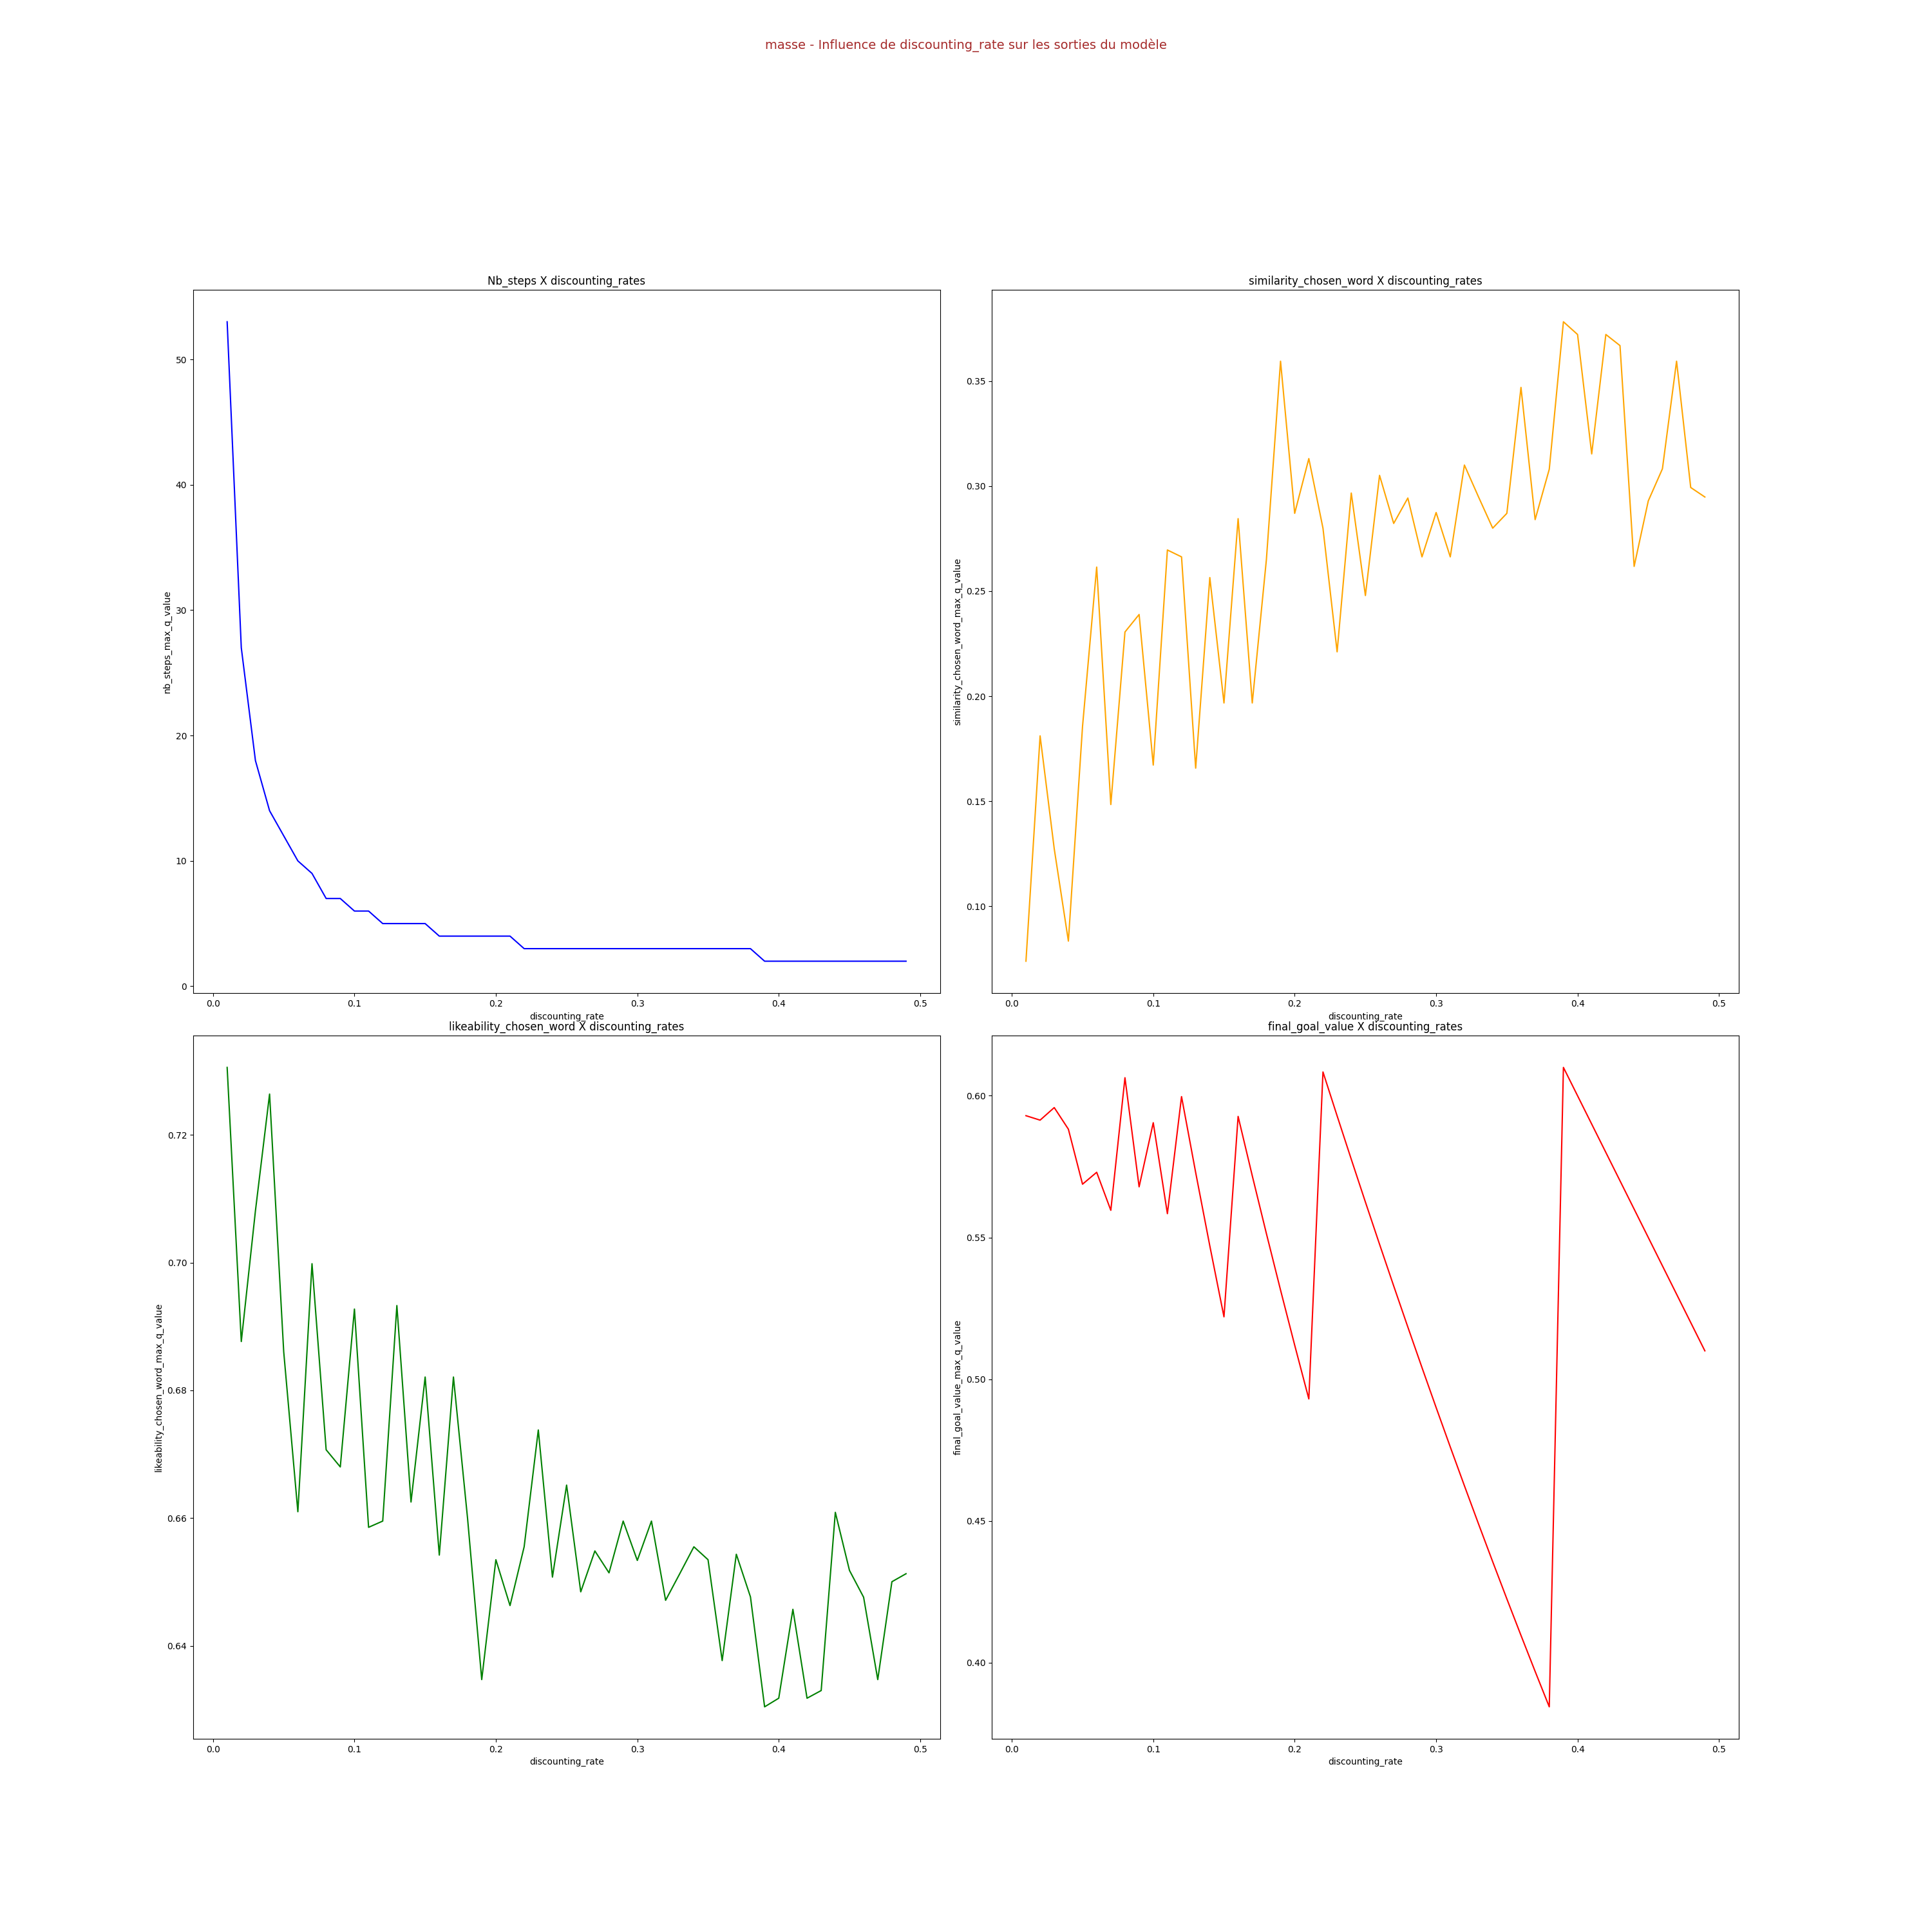 masse - Influence de discounting_rate sur les sorties du modèle
Nb_steps X discounting_rates
nb_steps_max_q_value
50
40
30
20
10
0
0.0 0.1 0.2 0.3 0.4 0.5
discounting_rate
similarity_chosen_word X discounting_rates
similarity_chosen_word_max_q_value
0.35
0.30
0.25
0.20
0.15
0.10
0.0 0.1 0.2 0.3 0.4 0.5
discounting_rate
likeability_chosen_word X discounting_rates
likeability_chosen_word_max_q_value
0.72
0.70
0.68
0.66
0.64
0.0 0.1 0.2 0.3 0.4 0.5
discounting_rate
final_goal_value X discounting_rates
final_goal_value_max_q_value
0.60
0.55
0.50
0.45
0.40
0.0 0.1 0.2 0.3 0.4 0.5
discounting_rate